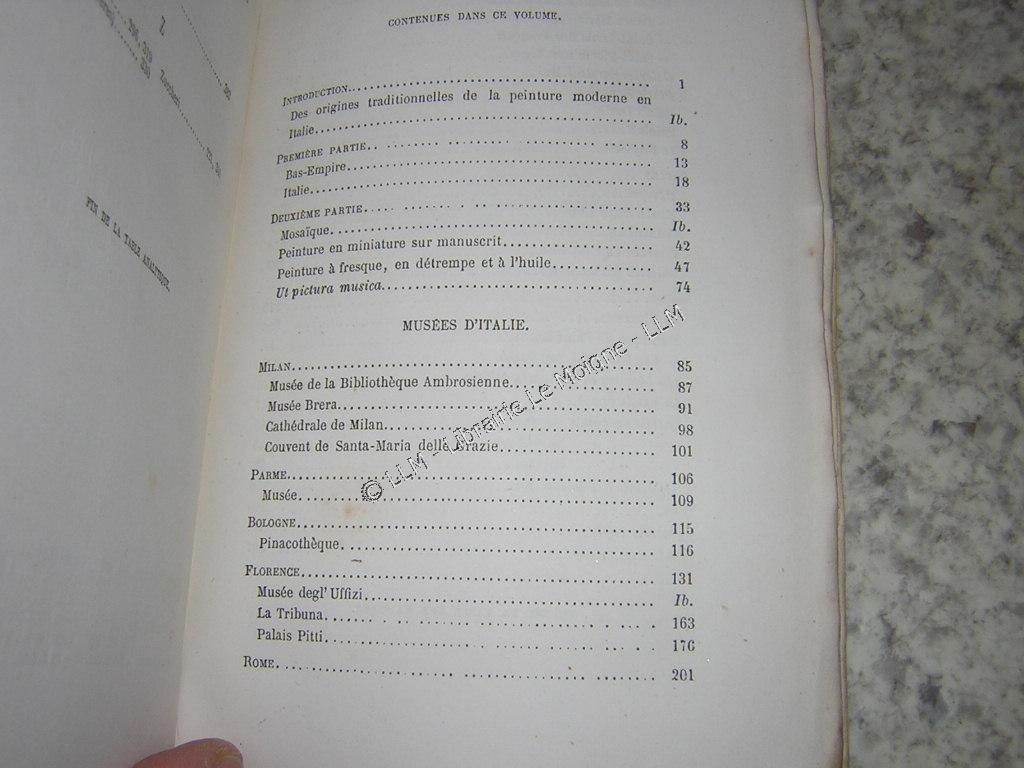 Z
FIN DE LA TABLE ANALYTIQUE.
CONTENUES DANS CE VOLUME.
INTRODUCTION. 1
Des origines traditionnelles de la peinture moderne en
Italie. Ib.
PREMIÈRE PARTIE. 8
Bas-Empire. 13
Italie. 18
DEUXIÈME PARTIE. 33
Mosaïque. Ib.
Peinture en miniature sur manuscrit. 42
Peinture à fresque, en détrempe et à l'huile. 47
Ut pictura musica. 74
MUSÉES D'ITALIE.
MILAN. 85
Musée de la Bibliothèque Ambrosienne. 87
Musée Brera. 91
Cathédrale de Milan. 98
Couvent de Santa-Maria delle Grazie. 101
PARME. 106
Musée. 109
BOLOGNE. 115
Pinacothèque. 116
FLORENCE. 131
Musée degl' Uffizi. Ib.
La Tribuna. 163
Palais Pitti. 176
ROME. 201
© LLM - Librairie Le Moigne - LLM